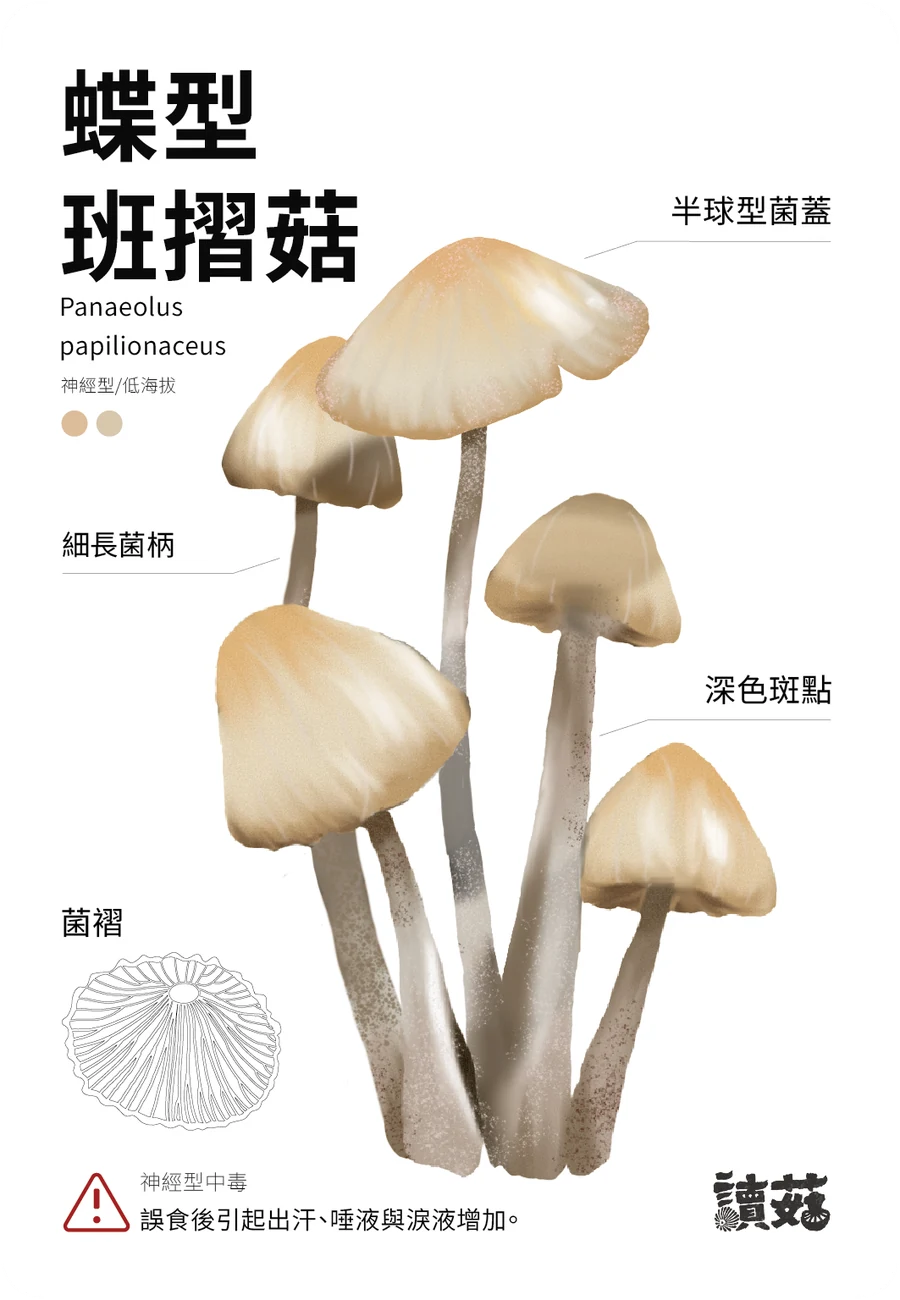 蝶型
班摺菇
Panaeolus
papilionaceus
神經型/低海拔
半球型菌蓋
細長菌柄
深色斑點
菌褶
神經型中毒
誤食後引起出汗、唾液與淚液增加。
讀菇